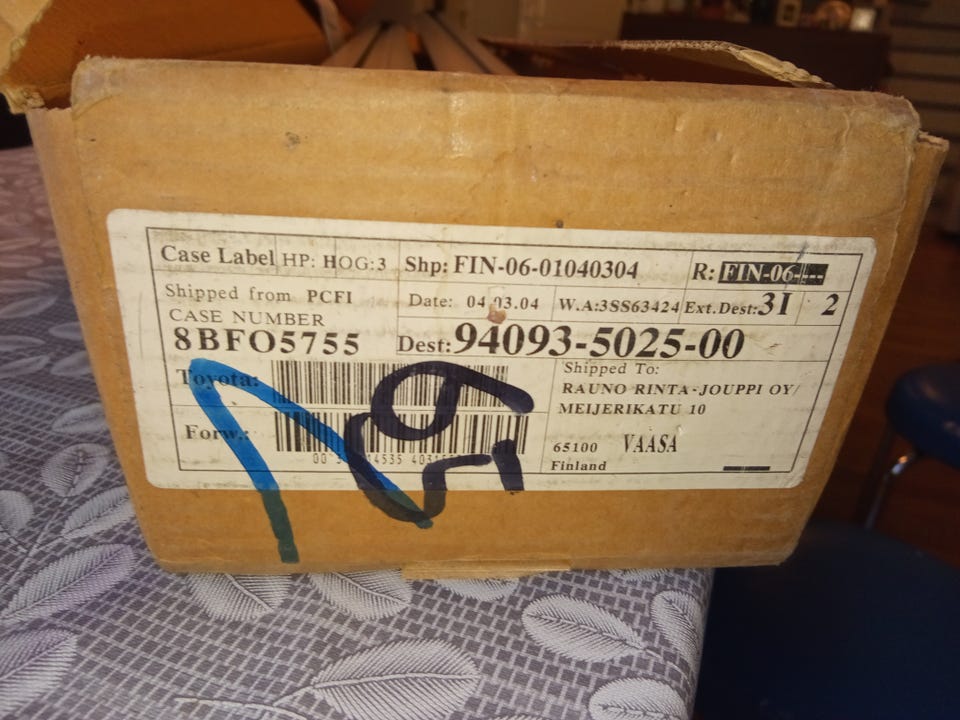 Case Label HP: HOG:3 Shp: FIN-06-01040304 R: FIN-06----
Shipped from PCFI Date: 04.03.04 W.A:3SS63424 Ext.Dest:3I 2
CASE NUMBER
8BFO5755 Dest:94093-5025-00
Toyota:
Forw.:
14535
Shipped To:
RAUNO RINTA-JOUPPI OY/
MEIJERIKATU 10
65100 VAASA
Finland